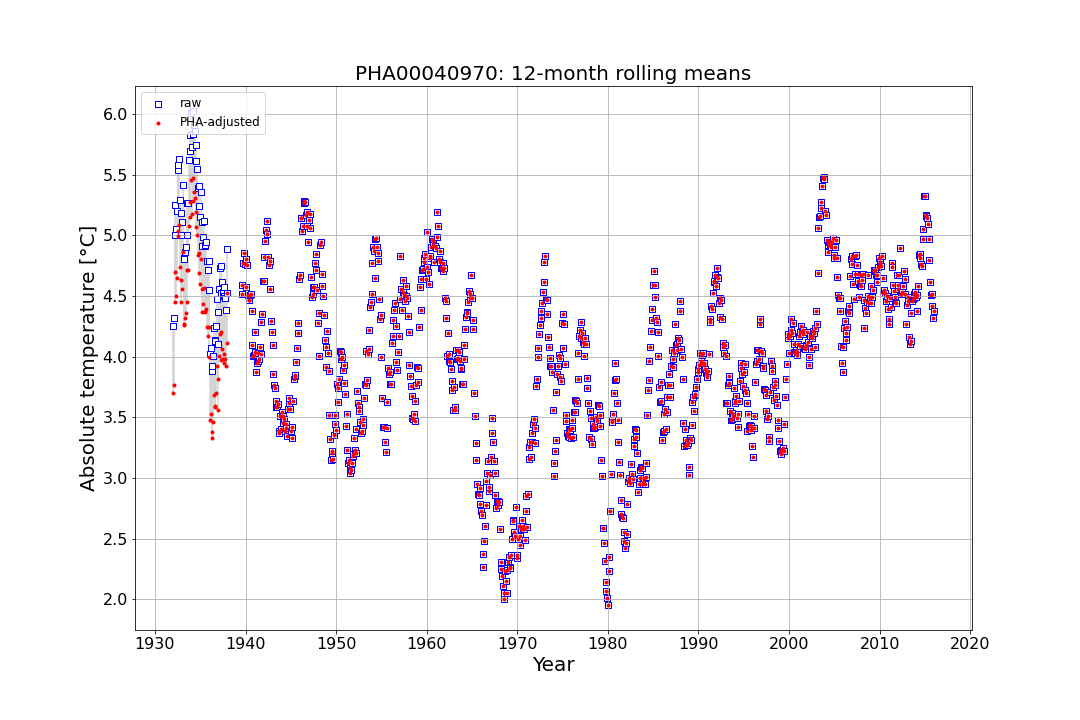 PHA00040970: 12-month rolling means
raw
PHA-adjusted
Absolute temperature [°C]
6.0
5.5
5.0
4.5
4.0
3.5
3.0
2.5
2.0
1930 1940 1950 1960 1970 1980 1990 2000 2010 2020
Year